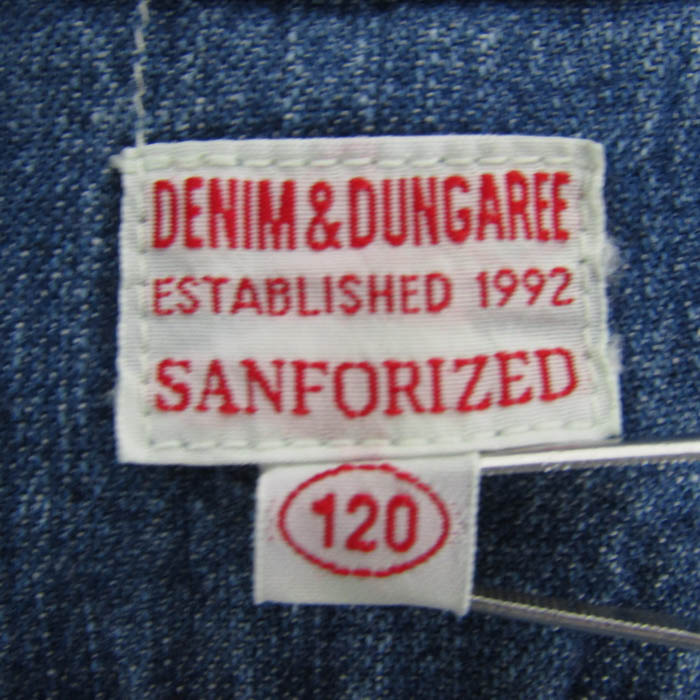 DENIM&DUNGAREE
ESTABLISHED 1992
SANFORIZED
120